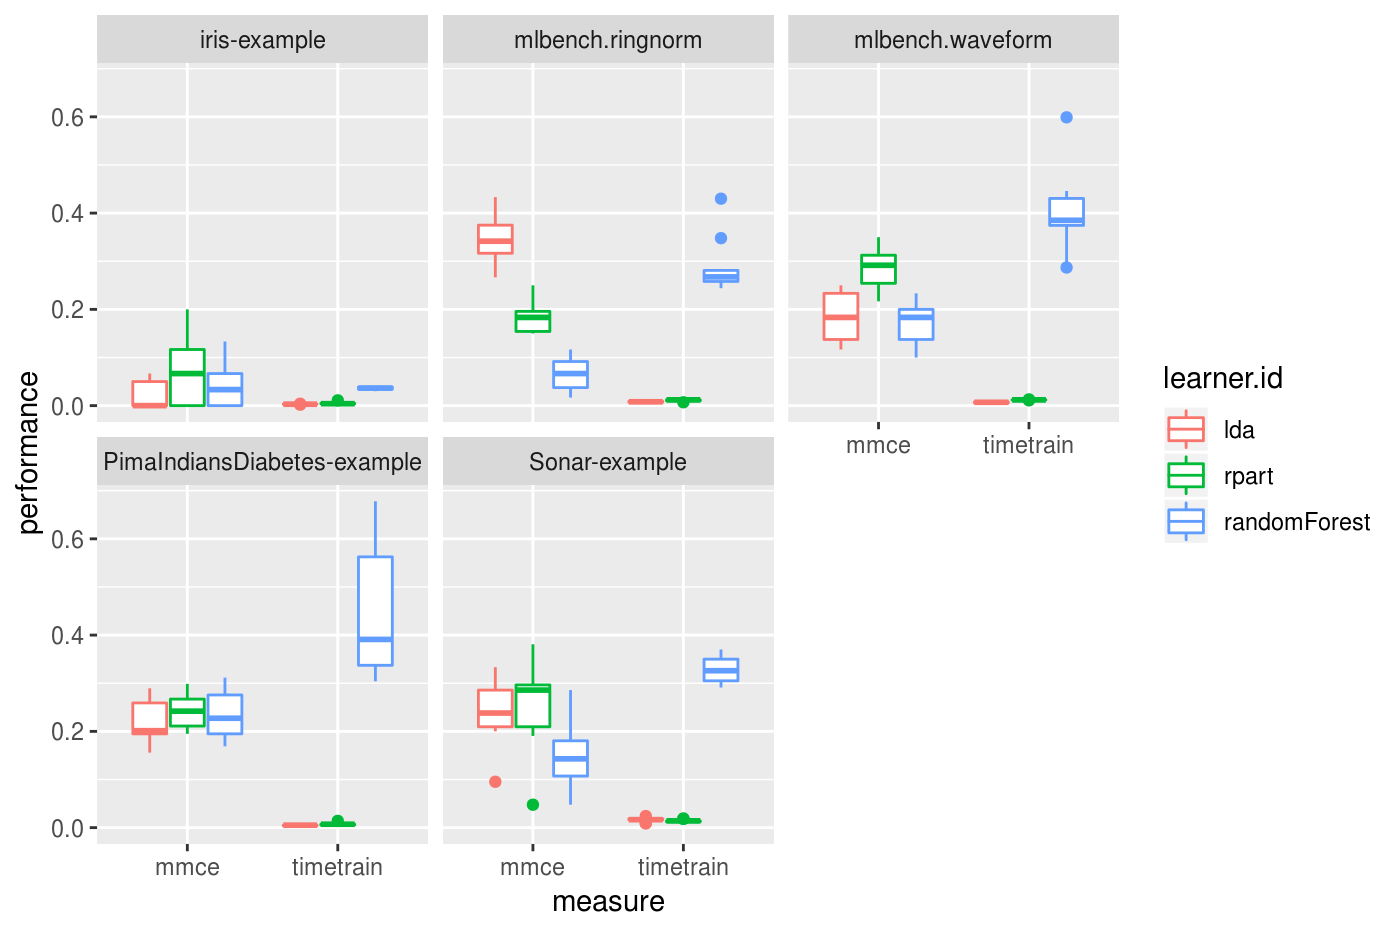 iris-example
mlbench.ringnorm
mlbench.waveform
0.6
0.4
0.2
0.0
mmce
timetrain
PimaIndiansDiabetes-example
Sonar-example
0.6
0.4
0.2
0.0
mmce
timetrain
mmce
timetrain
measure
performance
learner.id
lda
rpart
randomForest